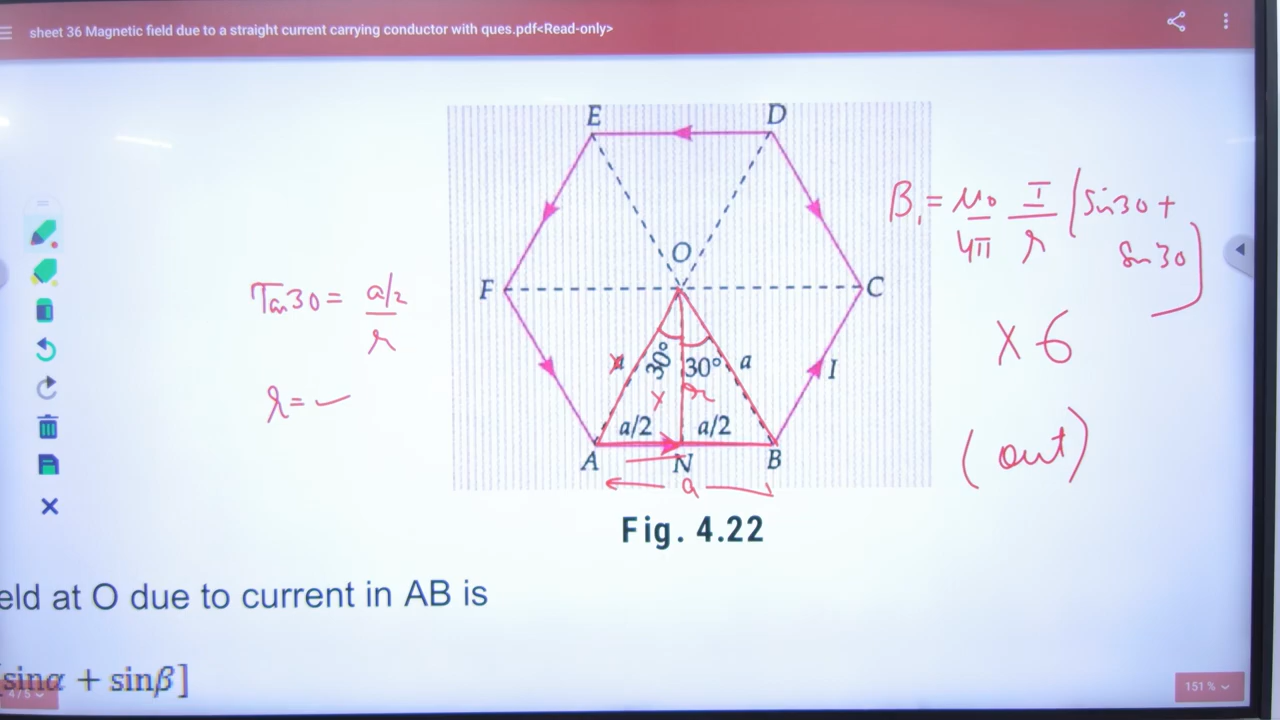 sheet 36 Magnetic field due to a straight current carrying conductor with ques.pdf<Read-only>
E D
B₁ = μ₀/4π I/r [Sin30 +
Sin30]
O
F C
Tan30 = a/2 / r
× 6
30° 30° a I
x r
r = ✓
a/2 a/2
(out)
A N B
a
Fig. 4.22
eld at O due to current in AB is
[sinα + sinβ]
4/5
151 %